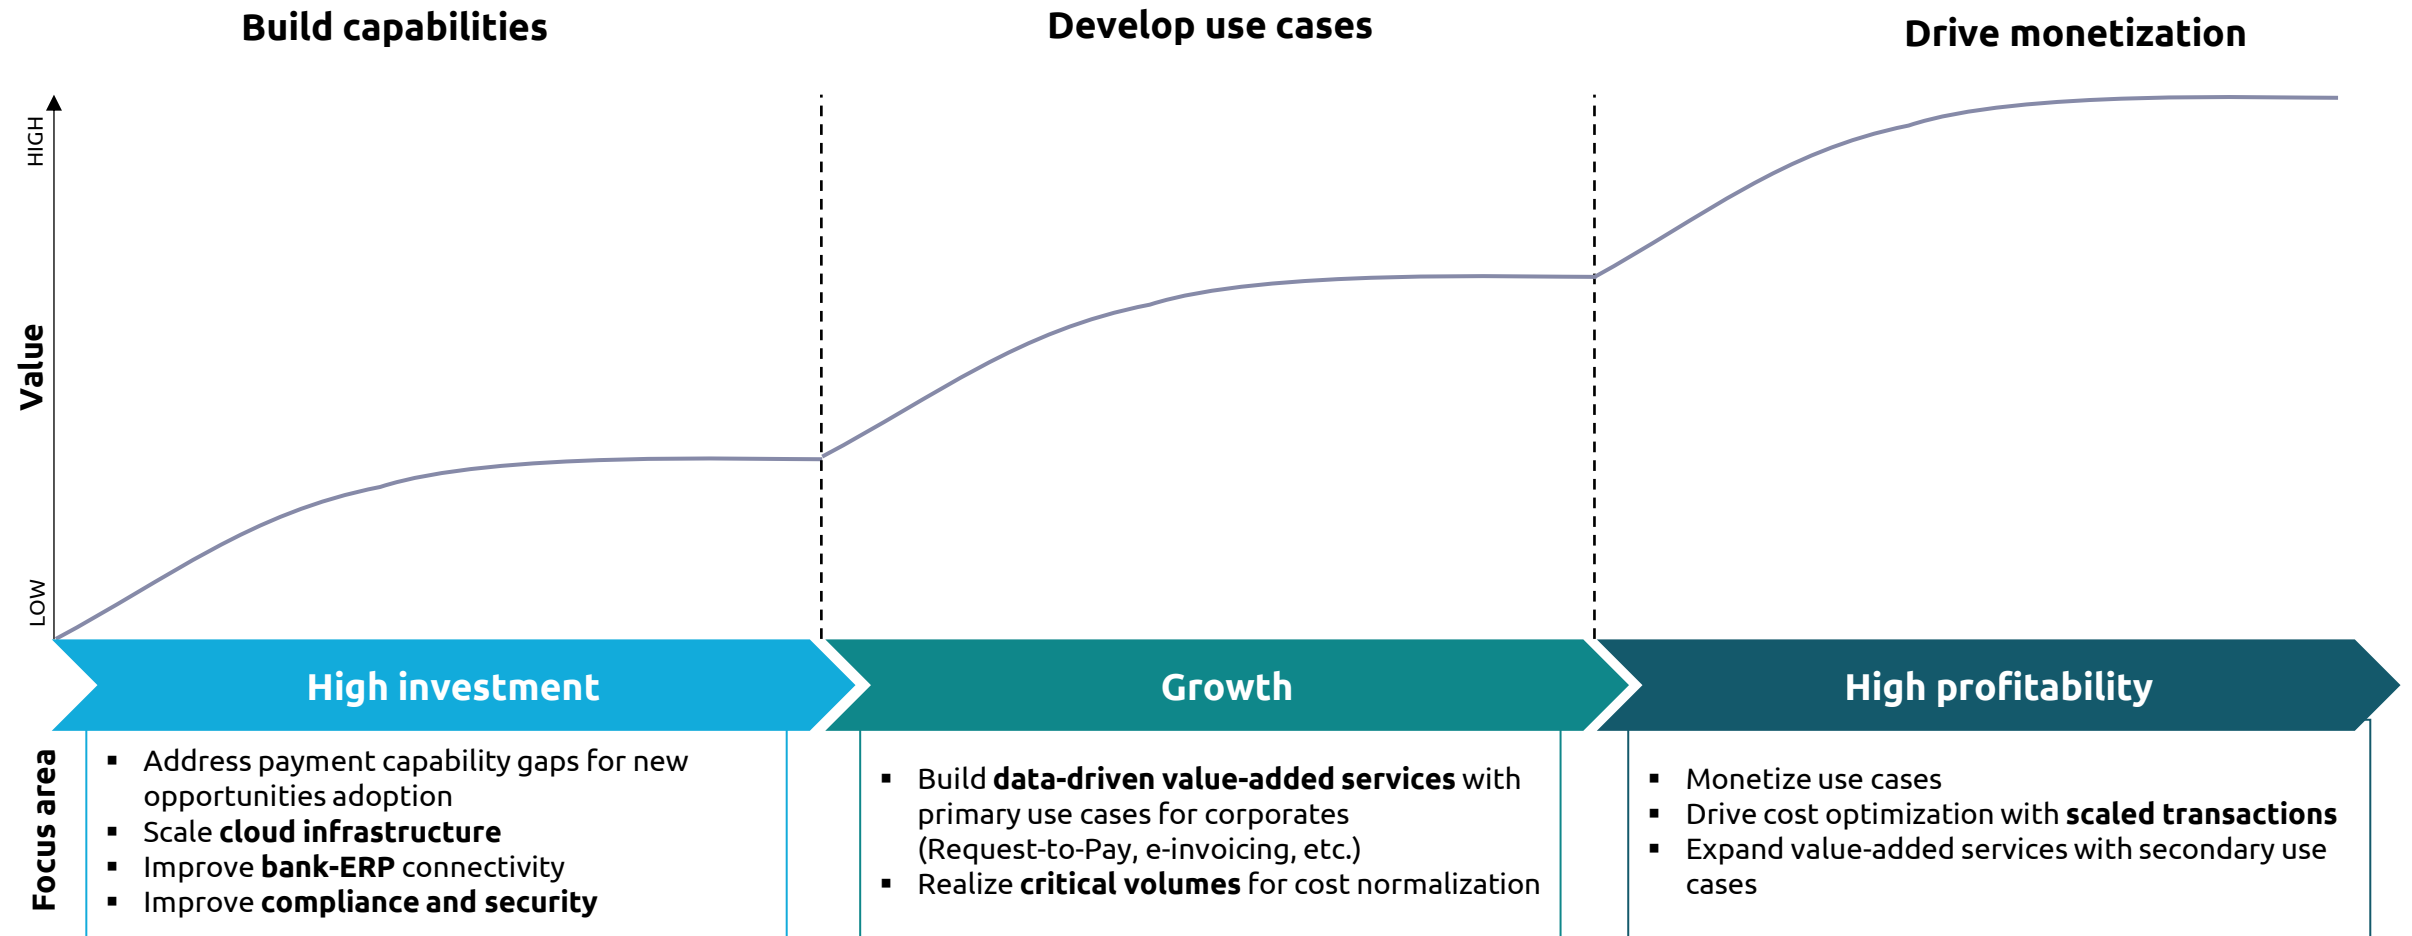 Build capabilities
Develop use cases
Drive monetization
HIGH
Value
LOW
High investment
Growth
High profitability
Focus area
▪ Address payment capability gaps for new
opportunities adoption
▪ Scale cloud infrastructure
▪ Improve bank-ERP connectivity
▪ Improve compliance and security
▪ Build data-driven value-added services with
primary use cases for corporates
(Request-to-Pay, e-invoicing, etc.)
▪ Realize critical volumes for cost normalization
▪ Monetize use cases
▪ Drive cost optimization with scaled transactions
▪ Expand value-added services with secondary use
cases